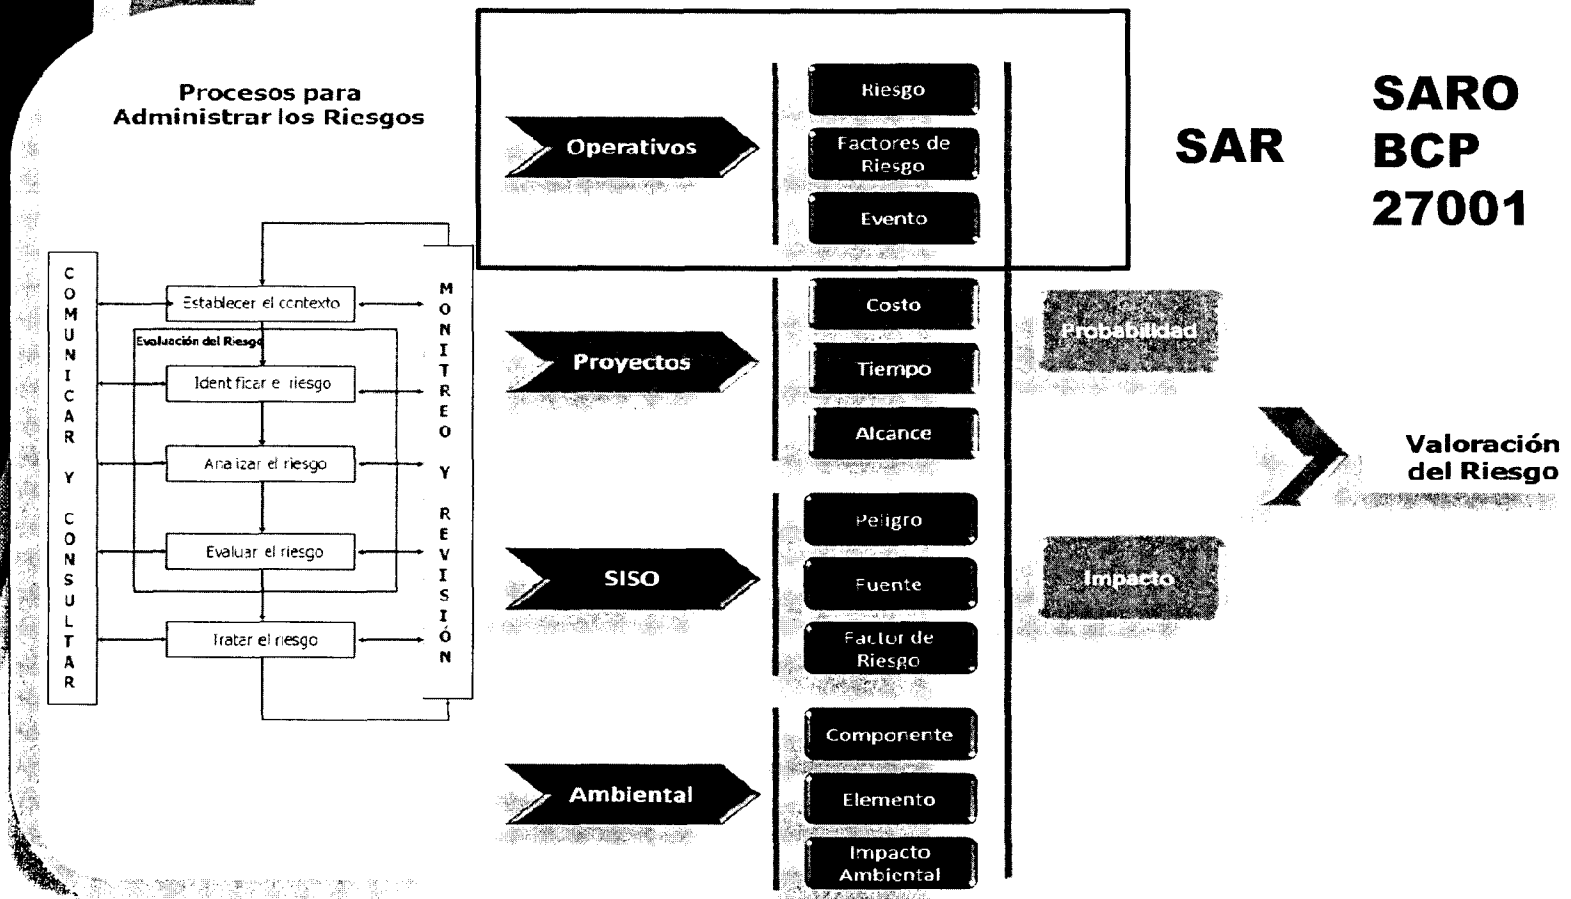 Procesos para
Administrar los Riesgos
COMUNICAR Y CONSULTAR
Establecer el contexto
Evaluación del Riesgo
Identificar el riesgo
Analizar el riesgo
Evaluar el riesgo
Tratar el riesgo
MONITREO Y REVISIÓN
Operativos
Riesgo
Factores de
Riesgo
Evento
SAR
SARO
BCP
27001
Proyectos
Costo
Tiempo
Alcance
SISO
Peligro
Fuente
Factor de
Riesgo
Ambiental
Componente
Elemento
Impacto
Ambiental
Probabilidad
Impacto
Valoración
del Riesgo